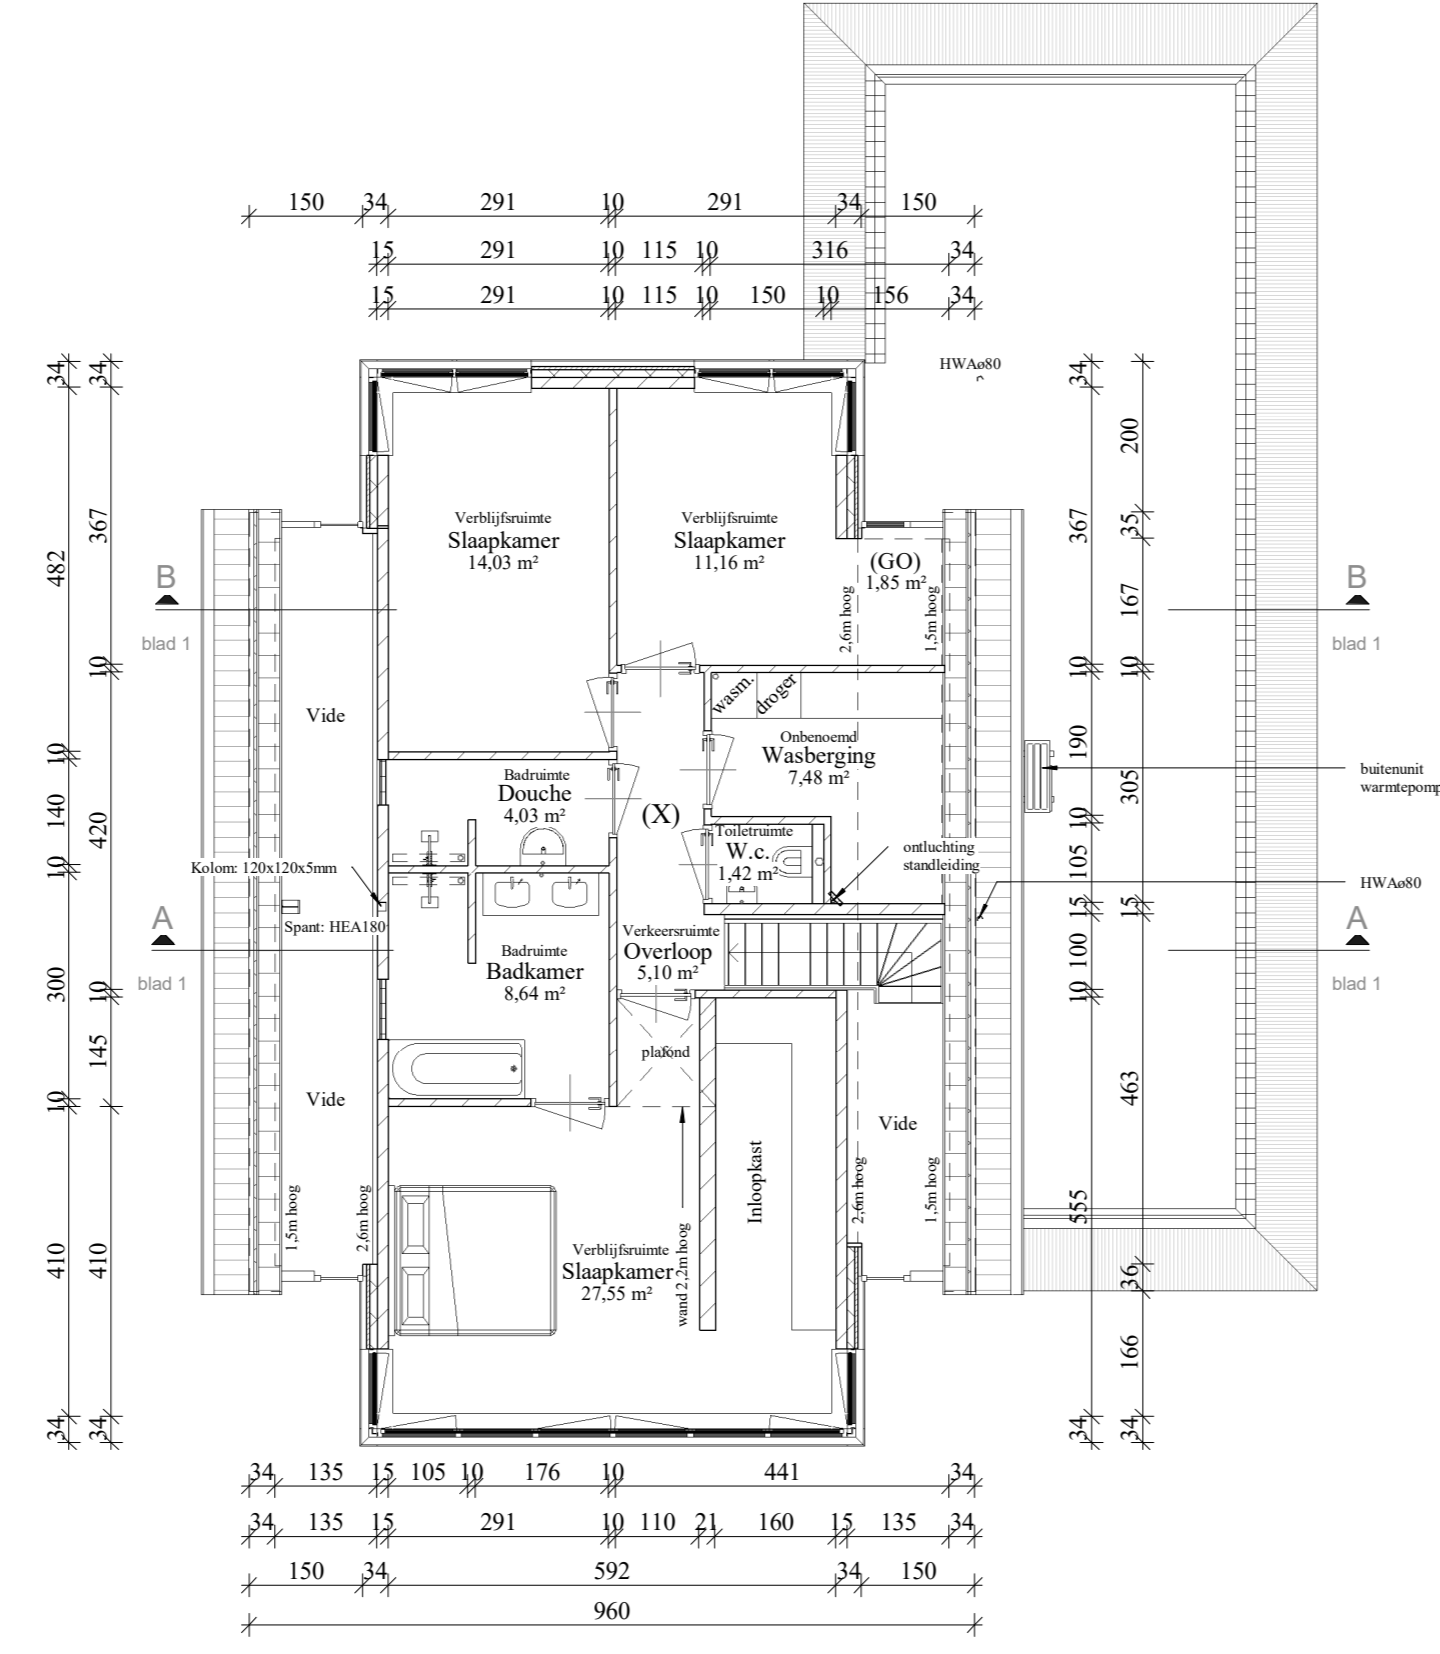 150 34 291 10 291 34 150
15 291 10 115 10 316 34
15 291 10 115 10 150 10 156 34
34 482 10 140 10 300 10 410 34
34 367 10 420 10 145 410 34
HWAø80
34 367 10 190 10 105 15 100 10 555 34
200 35 167 10 305 15 463 36 166 34
Verblijfsruimte
Slaapkamer
14,03 m²
Verblijfsruimte
Slaapkamer
11,16 m²
(GO)
1,85 m²
2,6m hoog
1,5m hoog
B
blad 1
B
blad 1
Vide
wasm.
droger
Onbenoemd
Wasberging
7,48 m²
buitenunit
warmtepomp
Badruimte
Douche
4,03 m²
(X)
Toiletruimte
W.c.
1,42 m²
ontluchting
standleiding
Kolom: 120x120x5mm
HWAø80
A
blad 1
A
blad 1
Spant: HEA180
Badruimte
Badkamer
8,64 m²
Verkeersruimte
Overloop
5,10 m²
plafond
Vide
Vide
1,5m hoog
2,6m hoog
Inloopkast
2,6m hoog
1,5m hoog
Verblijfsruimte
Slaapkamer
27,55 m²
wand 2,2m hoog
34 135 15 105 10 176 10 441 34
34 135 15 291 10 110 21 160 15 135 34
150 34 592 34 150
960